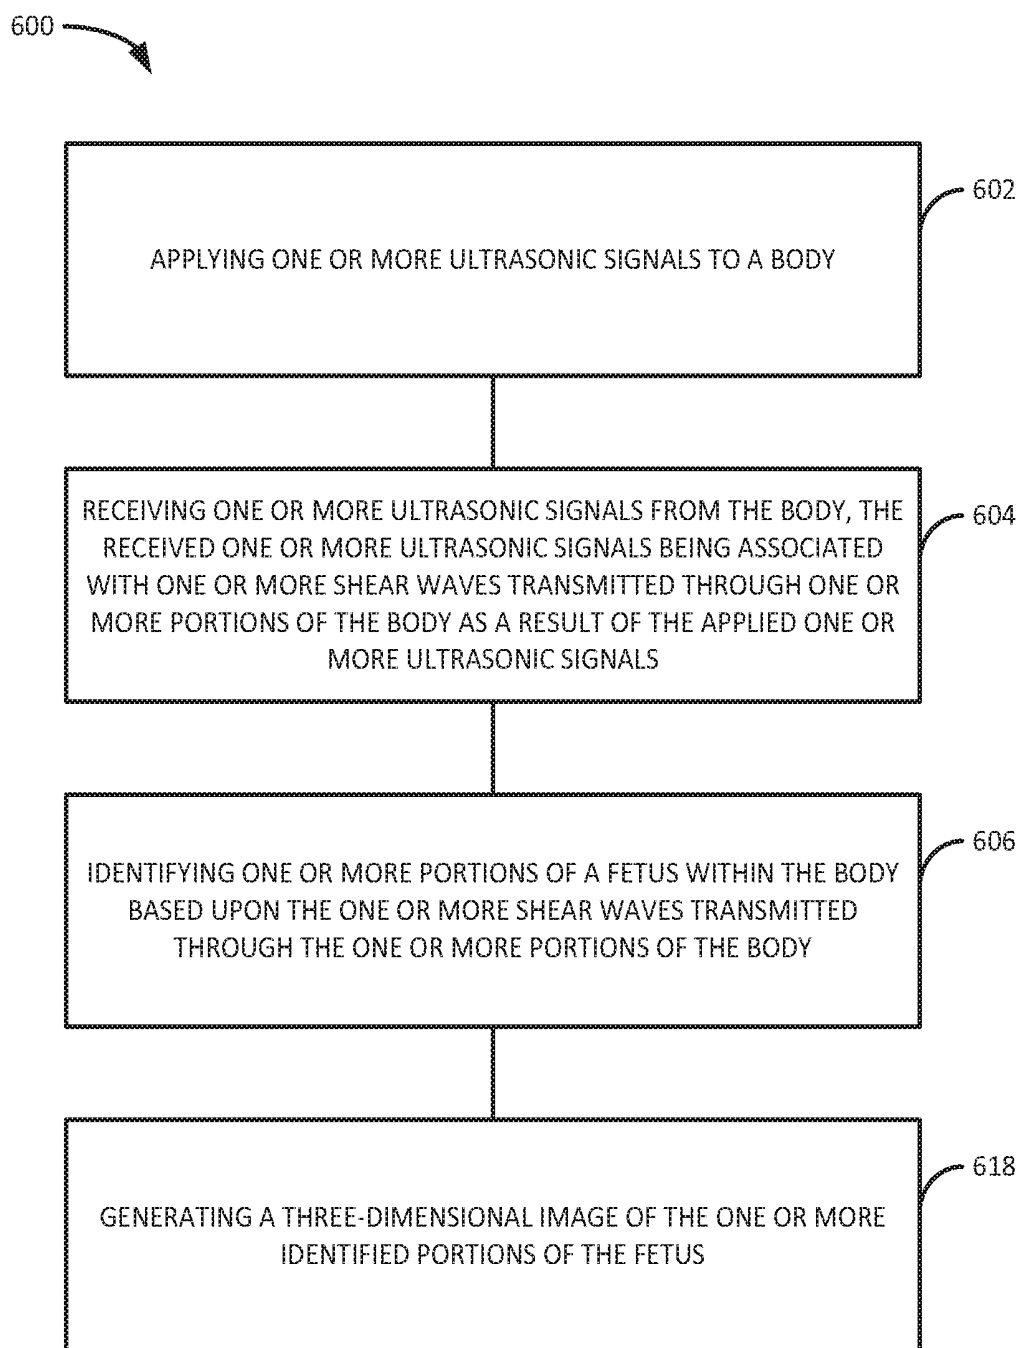 600
602
APPLYING ONE OR MORE ULTRASONIC SIGNALS TO A BODY
604
RECEIVING ONE OR MORE ULTRASONIC SIGNALS FROM THE BODY, THE
RECEIVED ONE OR MORE ULTRASONIC SIGNALS BEING ASSOCIATED
WITH ONE OR MORE SHEAR WAVES TRANSMITTED THROUGH ONE OR
MORE PORTIONS OF THE BODY AS A RESULT OF THE APPLIED ONE OR
MORE ULTRASONIC SIGNALS
606
IDENTIFYING ONE OR MORE PORTIONS OF A FETUS WITHIN THE BODY
BASED UPON THE ONE OR MORE SHEAR WAVES TRANSMITTED
THROUGH THE ONE OR MORE PORTIONS OF THE BODY
618
GENERATING A THREE-DIMENSIONAL IMAGE OF THE ONE OR MORE
IDENTIFIED PORTIONS OF THE FETUS